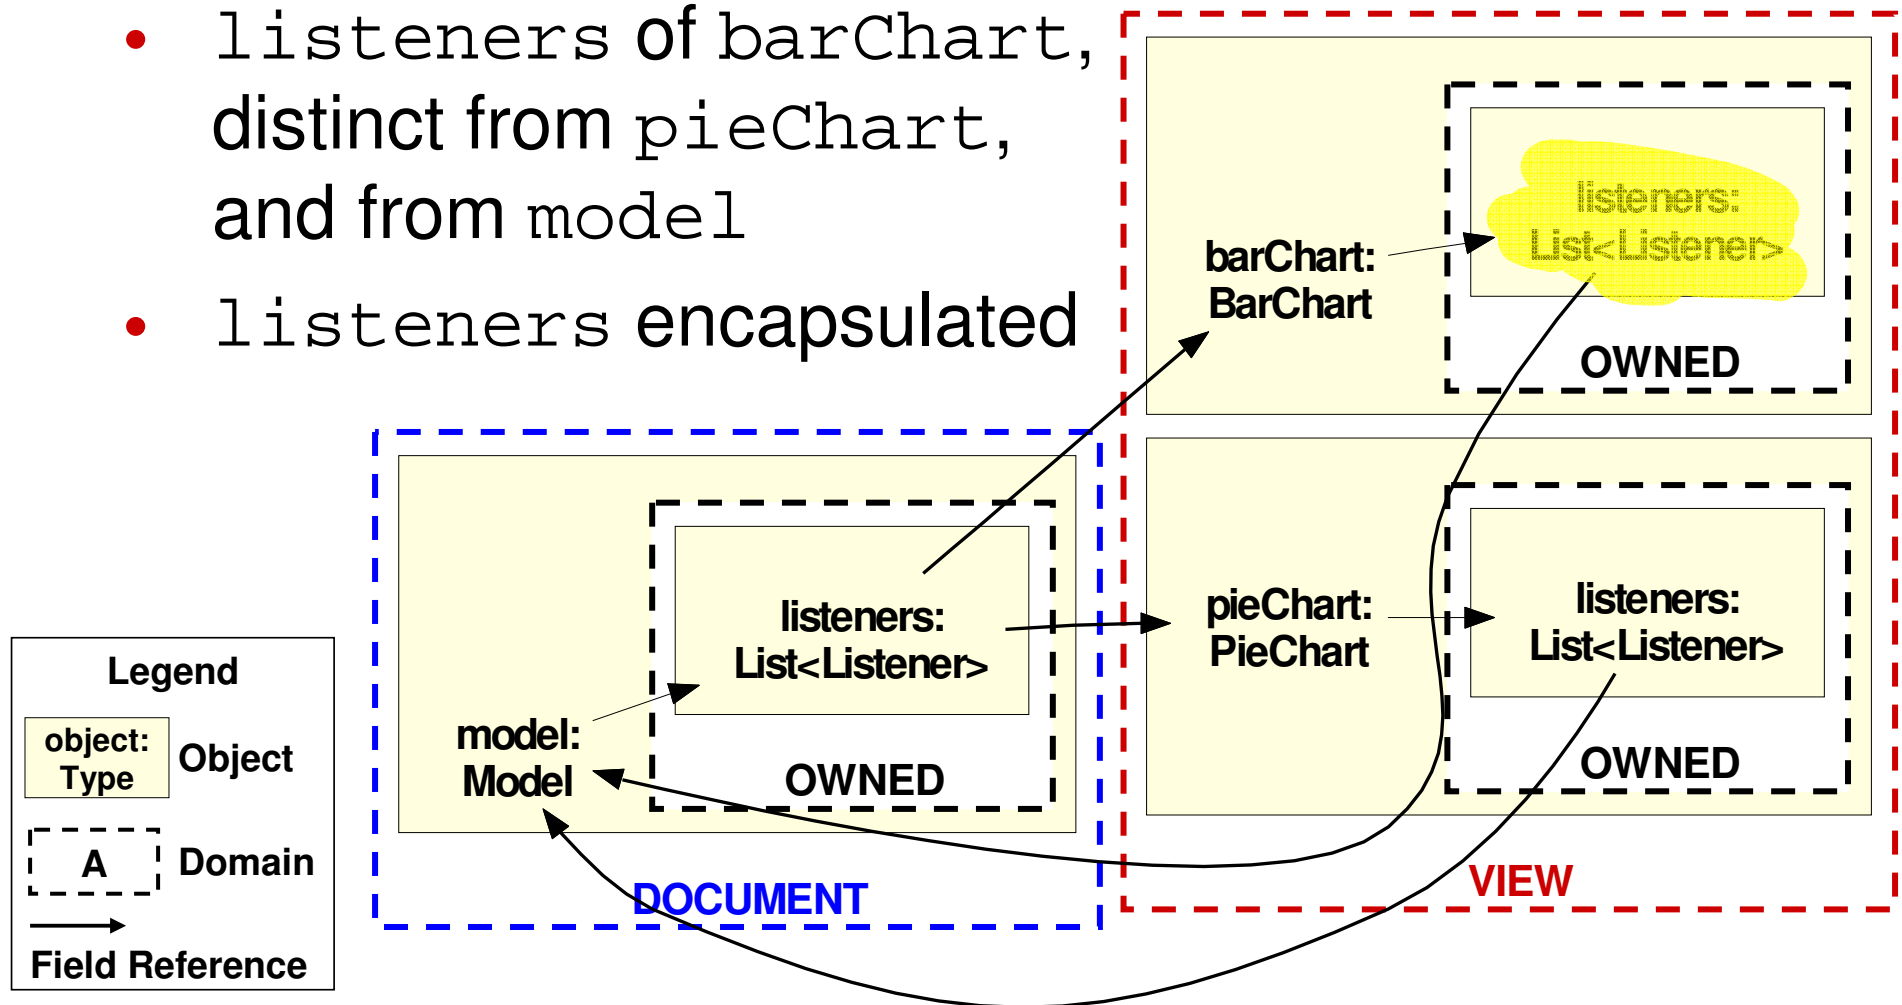 • listeners of barChart,
distinct from pieChart,
and from model
• listeners encapsulated
barChart:
BarChart
listeners:
List<Listener>
OWNED
pieChart:
PieChart
listeners:
List<Listener>
OWNED
VIEW
model:
Model
listeners:
List<Listener>
OWNED
DOCUMENT
Legend
object:
Type
Object
A
Domain
Field Reference